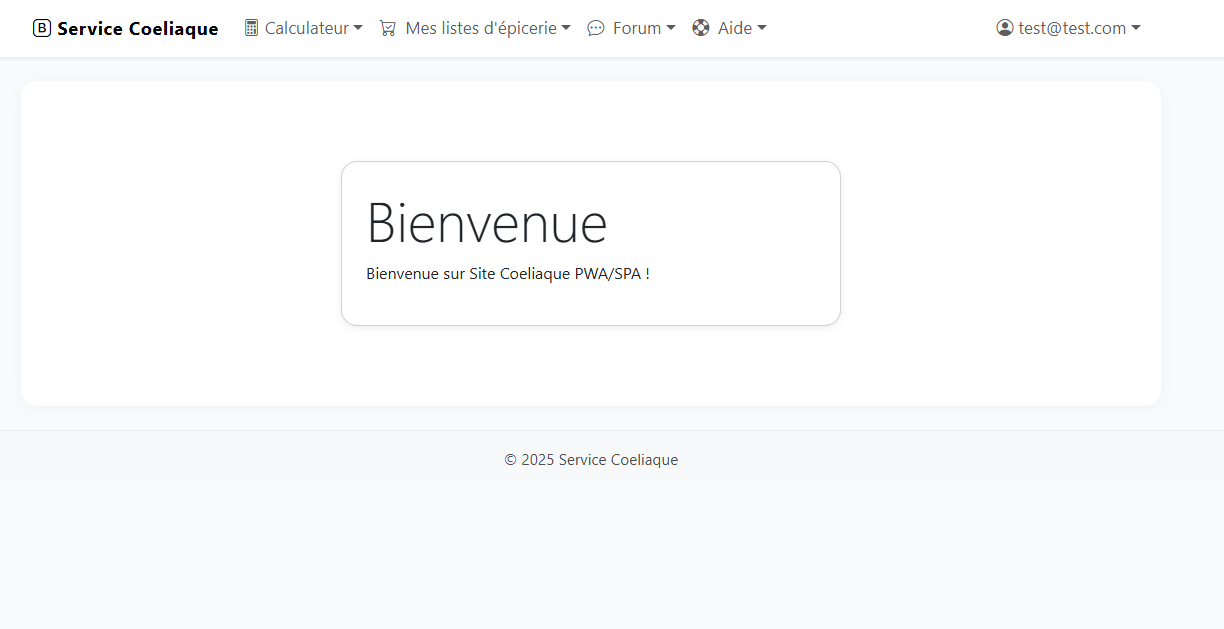 B Service Coeliaque Calculateur Mes listes d'épicerie Forum Aide test@test.com
Bienvenue
Bienvenue sur Site Coeliaque PWA/SPA !
© 2025 Service Coeliaque